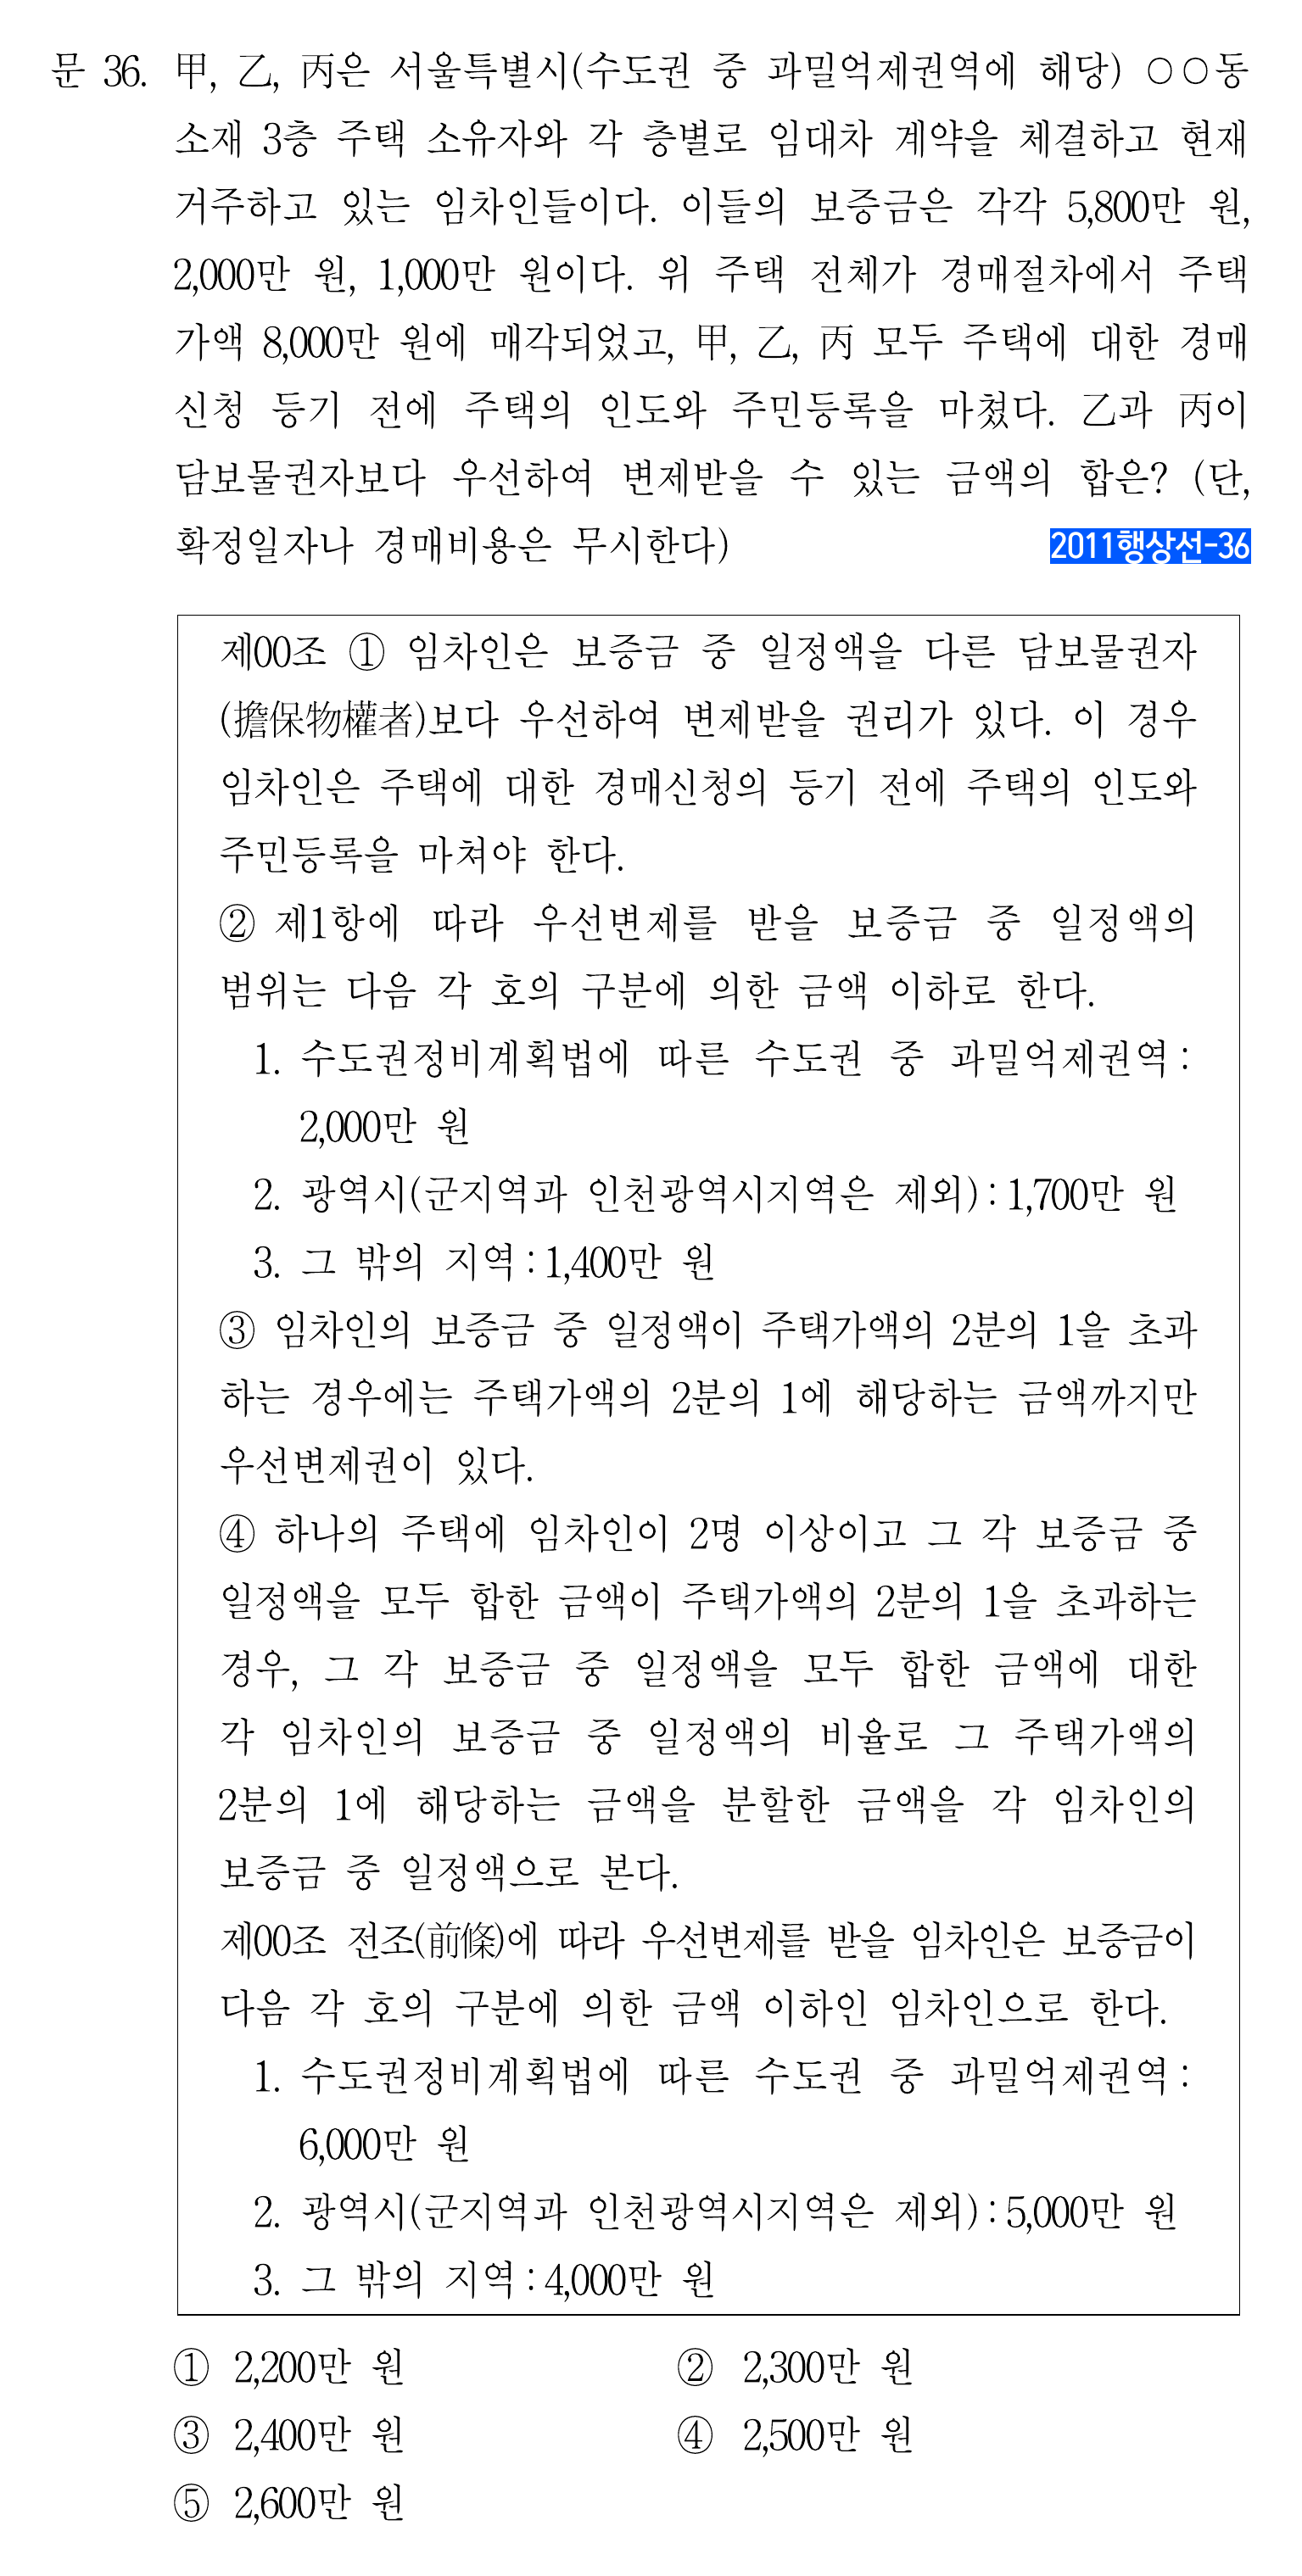 문 36. 甲, 乙, 丙은 서울특별시(수도권 중 과밀억제권역에 해당) ○○동
소재 3층 주택 소유자와 각 층별로 임대차 계약을 체결하고 현재
거주하고 있는 임차인들이다. 이들의 보증금은 각각 5,800만 원,
2,000만 원, 1,000만 원이다. 위 주택 전체가 경매절차에서 주택
가액 8,000만 원에 매각되었고, 甲, 乙, 丙 모두 주택에 대한 경매
신청 등기 전에 주택의 인도와 주민등록을 마쳤다. 乙과 丙이
담보물권자보다 우선하여 변제받을 수 있는 금액의 합은? (단,
확정일자나 경매비용은 무시한다) 2011행상선-36
제00조 ① 임차인은 보증금 중 일정액을 다른 담보물권자
(擔保物權者)보다 우선하여 변제받을 권리가 있다. 이 경우
임차인은 주택에 대한 경매신청의 등기 전에 주택의 인도와
주민등록을 마쳐야 한다.
② 제1항에 따라 우선변제를 받을 보증금 중 일정액의
범위는 다음 각 호의 구분에 의한 금액 이하로 한다.
1. 수도권정비계획법에 따른 수도권 중 과밀억제권역:
2,000만 원
2. 광역시(군지역과 인천광역시지역은 제외):1,700만 원
3. 그 밖의 지역:1,400만 원
③ 임차인의 보증금 중 일정액이 주택가액의 2분의 1을 초과
하는 경우에는 주택가액의 2분의 1에 해당하는 금액까지만
우선변제권이 있다.
④ 하나의 주택에 임차인이 2명 이상이고 그 각 보증금 중
일정액을 모두 합한 금액이 주택가액의 2분의 1을 초과하는
경우, 그 각 보증금 중 일정액을 모두 합한 금액에 대한
각 임차인의 보증금 중 일정액의 비율로 그 주택가액의
2분의 1에 해당하는 금액을 분할한 금액을 각 임차인의
보증금 중 일정액으로 본다.
제00조 전조(前條)에 따라 우선변제를 받을 임차인은 보증금이
다음 각 호의 구분에 의한 금액 이하인 임차인으로 한다.
1. 수도권정비계획법에 따른 수도권 중 과밀억제권역:
6,000만 원
2. 광역시(군지역과 인천광역시지역은 제외):5,000만 원
3. 그 밖의 지역:4,000만 원
① 2,200만 원 ② 2,300만 원
③ 2,400만 원 ④ 2,500만 원
⑤ 2,600만 원